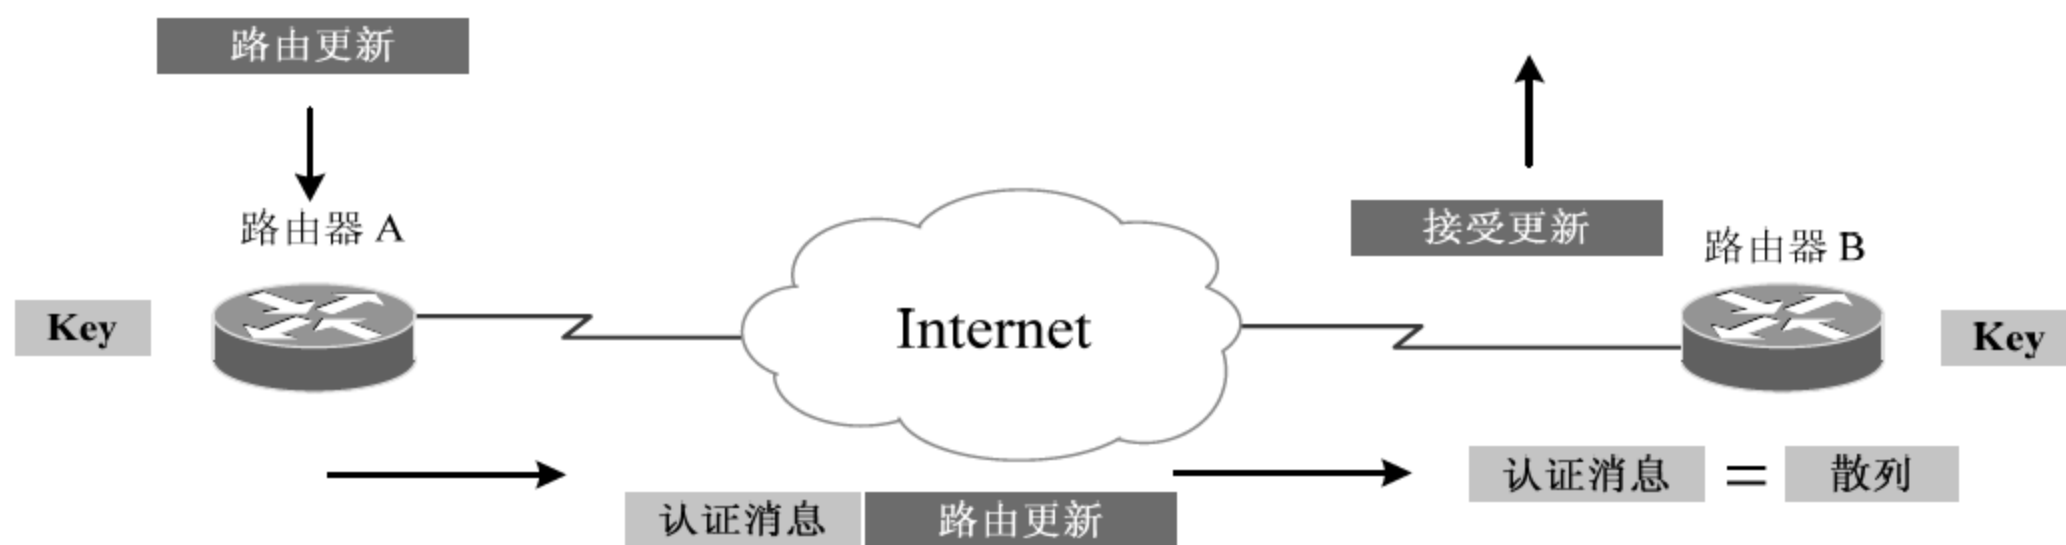 路由更新
路由器 A
接受更新
路由器 B
Key
Internet
Key
认证消息
路由更新
认证消息 = 散列